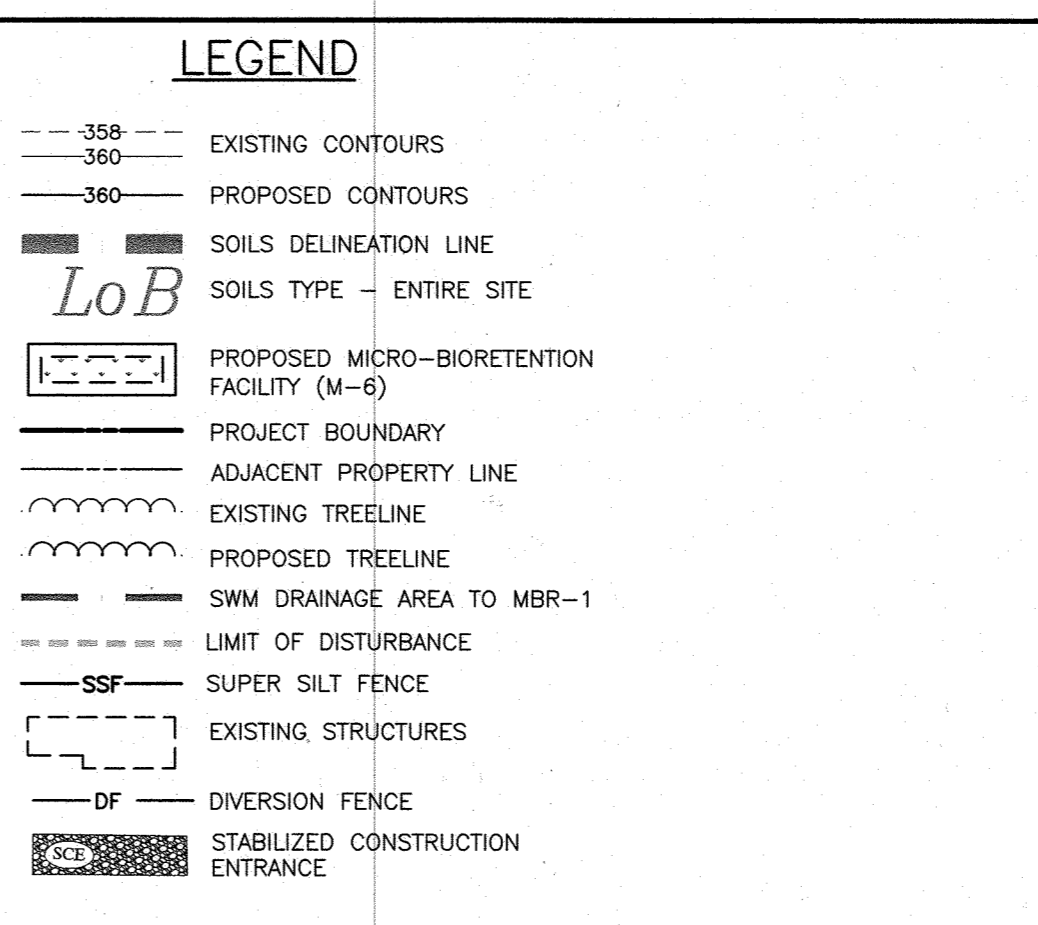 LEGEND
358
360
EXISTING CONTOURS
360
PROPOSED CONTOURS
SOILS DELINEATION LINE
LoB
SOILS TYPE – ENTIRE SITE
PROPOSED MICRO–BIORETENTION
FACILITY (M–6)
PROJECT BOUNDARY
ADJACENT PROPERTY LINE
EXISTING TREELINE
PROPOSED TREELINE
SWM DRAINAGE AREA TO MBR–1
LIMIT OF DISTURBANCE
SSF
SUPER SILT FENCE
EXISTING STRUCTURES
DF
DIVERSION FENCE
SCE
STABILIZED CONSTRUCTION
ENTRANCE